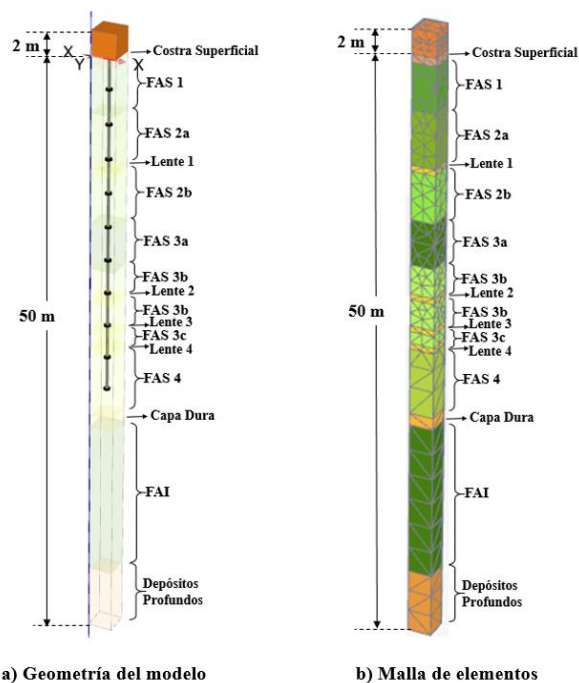 2 m
X
Y
X
Costra Superficial
FAS 1
FAS 2a
Lente 1
FAS 2b
FAS 3a
FAS 3b
Lente 2
FAS 3b
Lente 3
FAS 3c
Lente 4
FAS 4
50 m
Capa Dura
FAI
Depósitos
Profundos
a) Geometría del modelo
2 m
Costra Superficial
FAS 1
FAS 2a
Lente 1
FAS 2b
FAS 3a
FAS 3b
Lente 2
FAS 3b
Lente 3
FAS 3c
Lente 4
FAS 4
50 m
Capa Dura
FAI
Depósitos
Profundos
b) Malla de elementos